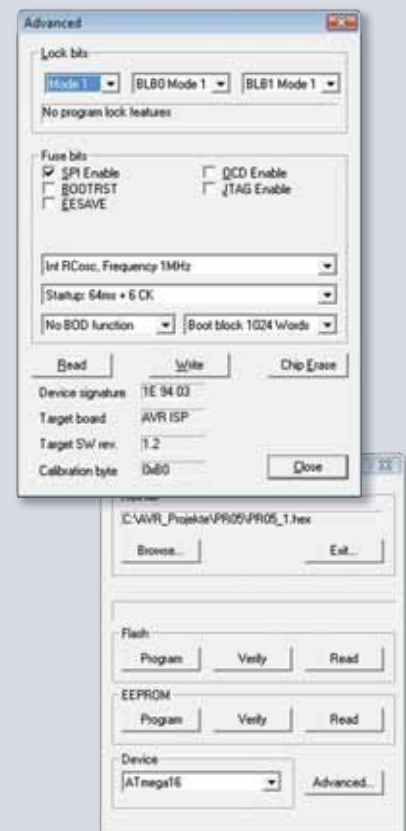 Advanced
Lock bits
Mode 1 BLB0 Mode 1 BLB1 Mode 1
No program lock features
Fuse bits
SPI Enable OCD Enable
BOOTRST JTAG Enable
EESAVE
Int RCosc, Frequency 1MHz
Startup: 64ms + 6 CK
No BOD function Boot block 1024 Words
Read Write Chip Erase
Device signature 1E 94 03
Target board AVR ISP
Target SW rev. 1.2
Calibration byte 0xB0 Close
C:\AVR_Projekte\PR05\PR05_1.hex
Browse... Exit...
Flash
Program Verify Read
EEPROM
Program Verify Read
Device
ATmega16 Advanced...